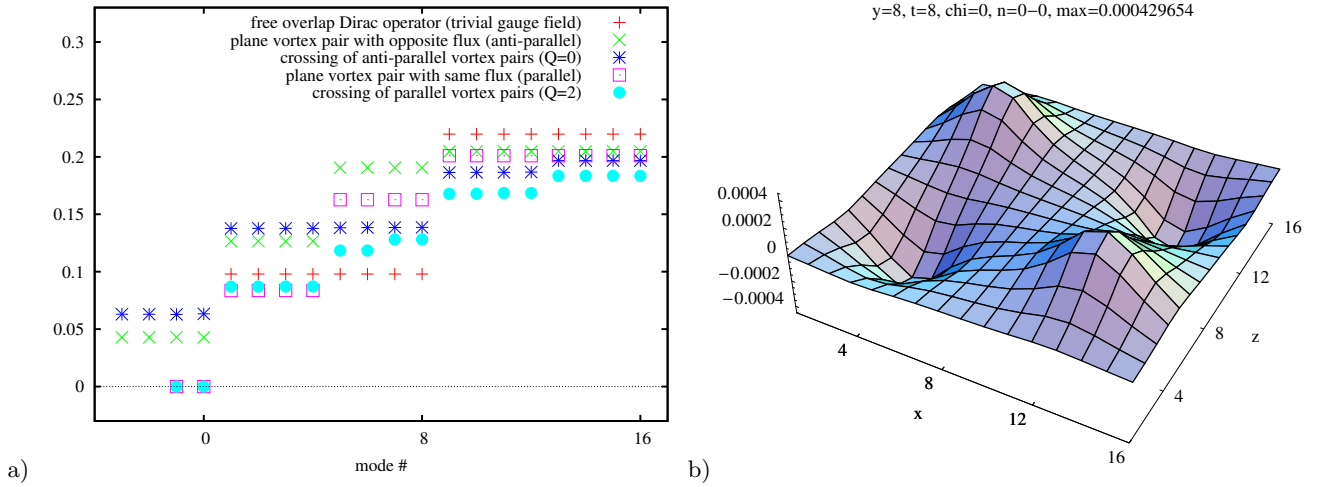 free overlap Dirac operator (trivial gauge field)
plane vortex pair with opposite flux (anti-parallel)
crossing of anti-parallel vortex pairs (Q=0)
plane vortex pair with same flux (parallel)
crossing of parallel vortex pairs (Q=2)
0.3
0.25
0.2
0.15
0.1
0.05
0
0
8
16
mode #
a)
y=8, t=8, chi=0, n=0−0, max=0.000429654
0.0004
0.0002
0
−0.0002
−0.0004
4
8
12
16
x
4
8
12
16
z
b)